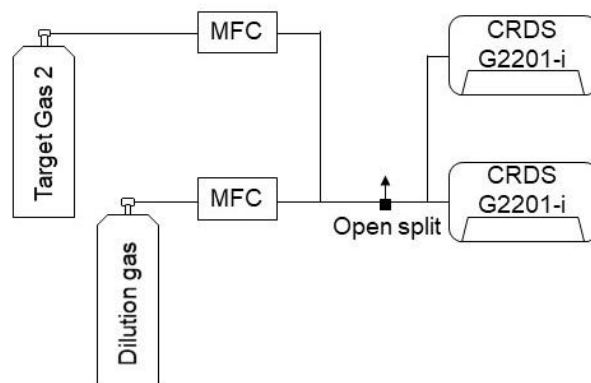 Target Gas 2
MFC
CRDS
G2201-i
Dilution gas
MFC
Open split
CRDS
G2201-i